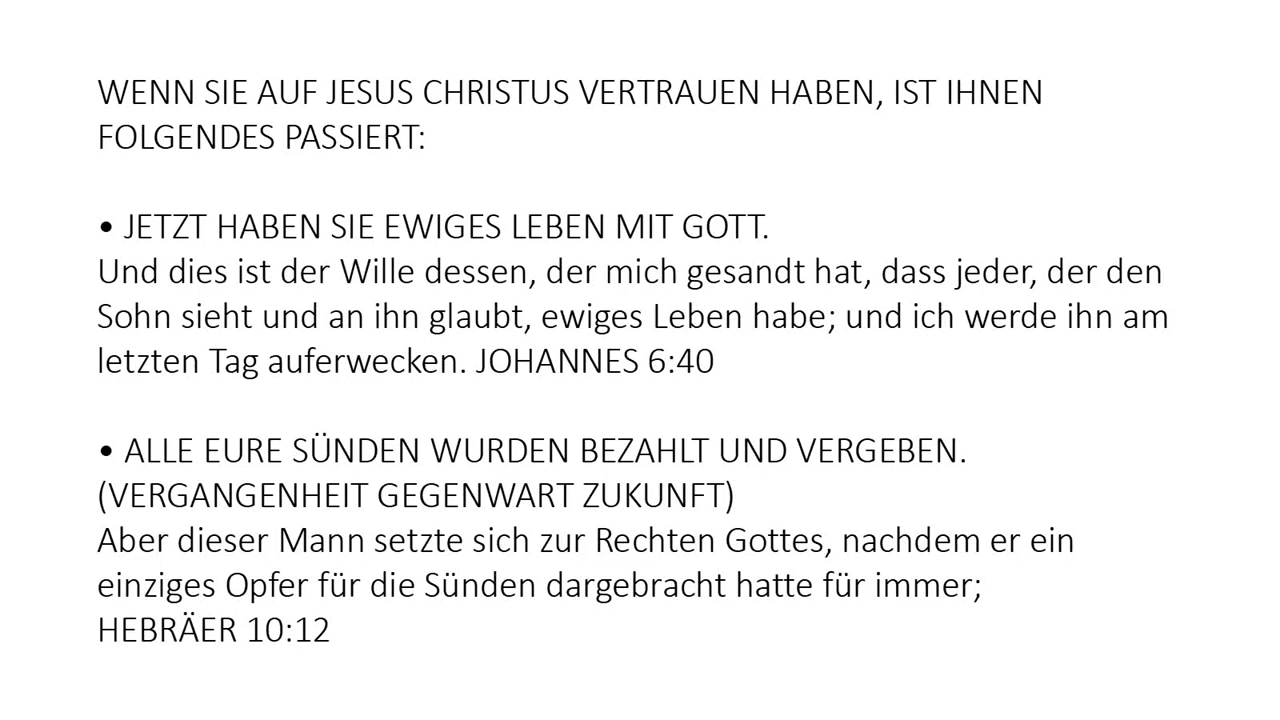 WENN SIE AUF JESUS CHRISTUS VERTRAUEN HABEN, IST IHNEN
FOLGENDES PASSIERT:
• JETZT HABEN SIE EWIGES LEBEN MIT GOTT.
Und dies ist der Wille dessen, der mich gesandt hat, dass jeder, der den
Sohn sieht und an ihn glaubt, ewiges Leben habe; und ich werde ihn am
letzten Tag auferwecken. JOHANNES 6:40
• ALLE EURE SÜNDEN WURDEN BEZAHLT UND VERGEBEN.
(VERGANGENHEIT GEGENWART ZUKUNFT)
Aber dieser Mann setzte sich zur Rechten Gottes, nachdem er ein
einziges Opfer für die Sünden dargebracht hatte für immer;
HEBRÄER 10:12